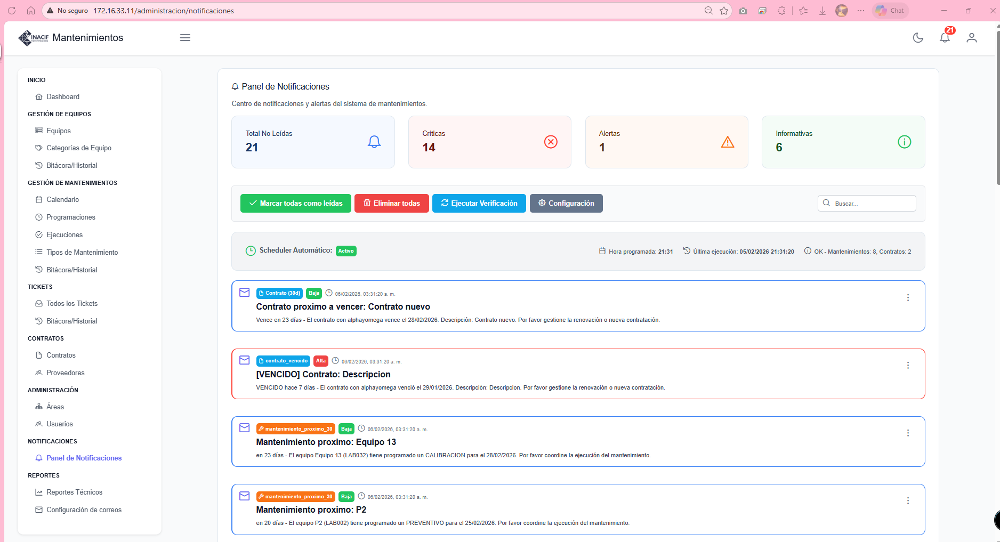 No seguro 172.16.33.11/administracion/notificaciones
Chat
INACIF Mantenimientos
21
INICIO
Dashboard
GESTIÓN DE EQUIPOS
Equipos
Categorías de Equipo
Bitácora/Historial
GESTIÓN DE MANTENIMIENTOS
Calendario
Programaciones
Ejecuciones
Tipos de Mantenimiento
Bitácora/Historial
TICKETS
Todos los Tickets
Bitácora/Historial
CONTRATOS
Contratos
Proveedores
ADMINISTRACIÓN
Áreas
Usuarios
NOTIFICACIONES
Panel de Notificaciones
REPORTES
Reportes Técnicos
Configuración de correos
Panel de Notificaciones
Centro de notificaciones y alertas del sistema de mantenimientos.
Total No Leídas
21
Críticas
14
Alertas
1
Informativas
6
Marcar todas como leídas
Eliminar todas
Ejecutar Verificación
Configuración
Buscar...
Scheduler Automático: Activo
Hora programada: 21:31
Última ejecución: 05/02/2026 21:31:20
OK - Mantenimientos: 8, Contratos: 2
Contrato (30d) Baja 06/02/2026, 03:31:20 a. m.
Contrato proximo a vencer: Contrato nuevo
Vence en 23 días - El contrato con alphayomega vence el 28/02/2026. Descripción: Contrato nuevo. Por favor gestione la renovación o nueva contratación.
contrato_vencido Alta 06/02/2026, 03:31:20 a. m.
[VENCIDO] Contrato: Descripcion
VENCIDO hace 7 días - El contrato con alphayomega venció el 29/01/2026. Descripción: Descripcion. Por favor gestione la renovación o nueva contratación.
mantenimiento_proximo_30 Baja 06/02/2026, 03:31:20 a. m.
Mantenimiento proximo: Equipo 13
en 23 días - El equipo Equipo 13 (LAB032) tiene programado un CALIBRACION para el 28/02/2026. Por favor coordine la ejecución del mantenimiento.
mantenimiento_proximo_30 Baja 06/02/2026, 03:31:20 a. m.
Mantenimiento proximo: P2
en 20 días - El equipo P2 (LAB002) tiene programado un PREVENTIVO para el 25/02/2026. Por favor coordine la ejecución del mantenimiento.